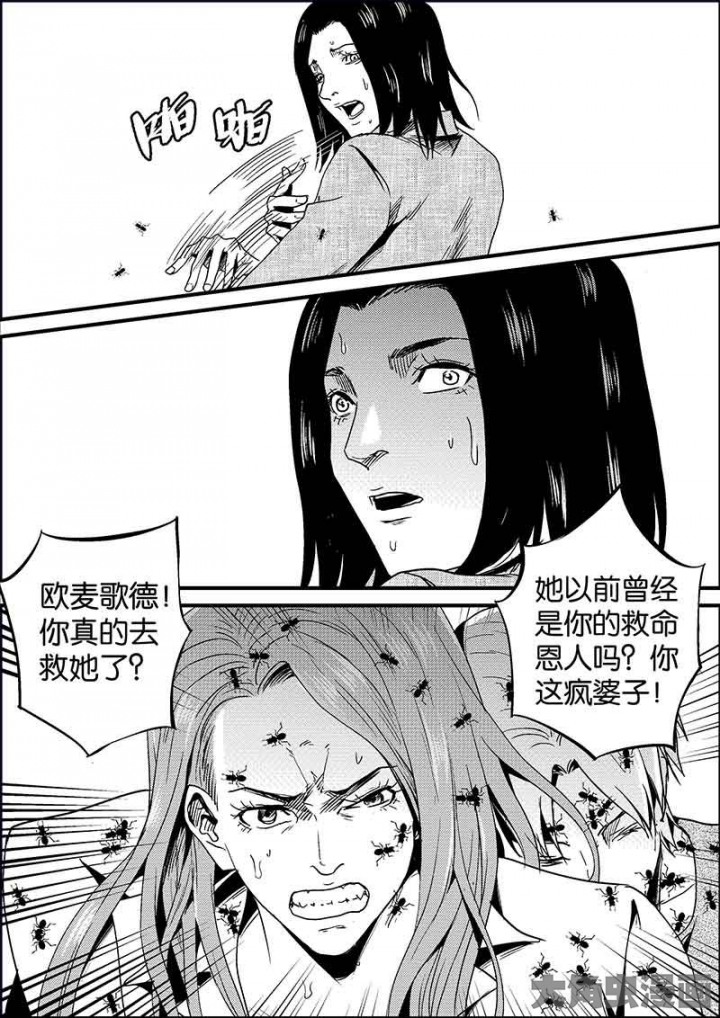 啪 啪
欧麦歌德！
你真的去
救她了？
她以前曾经
是你的救命
恩人吗？你
这疯婆子！
大角虫漫画